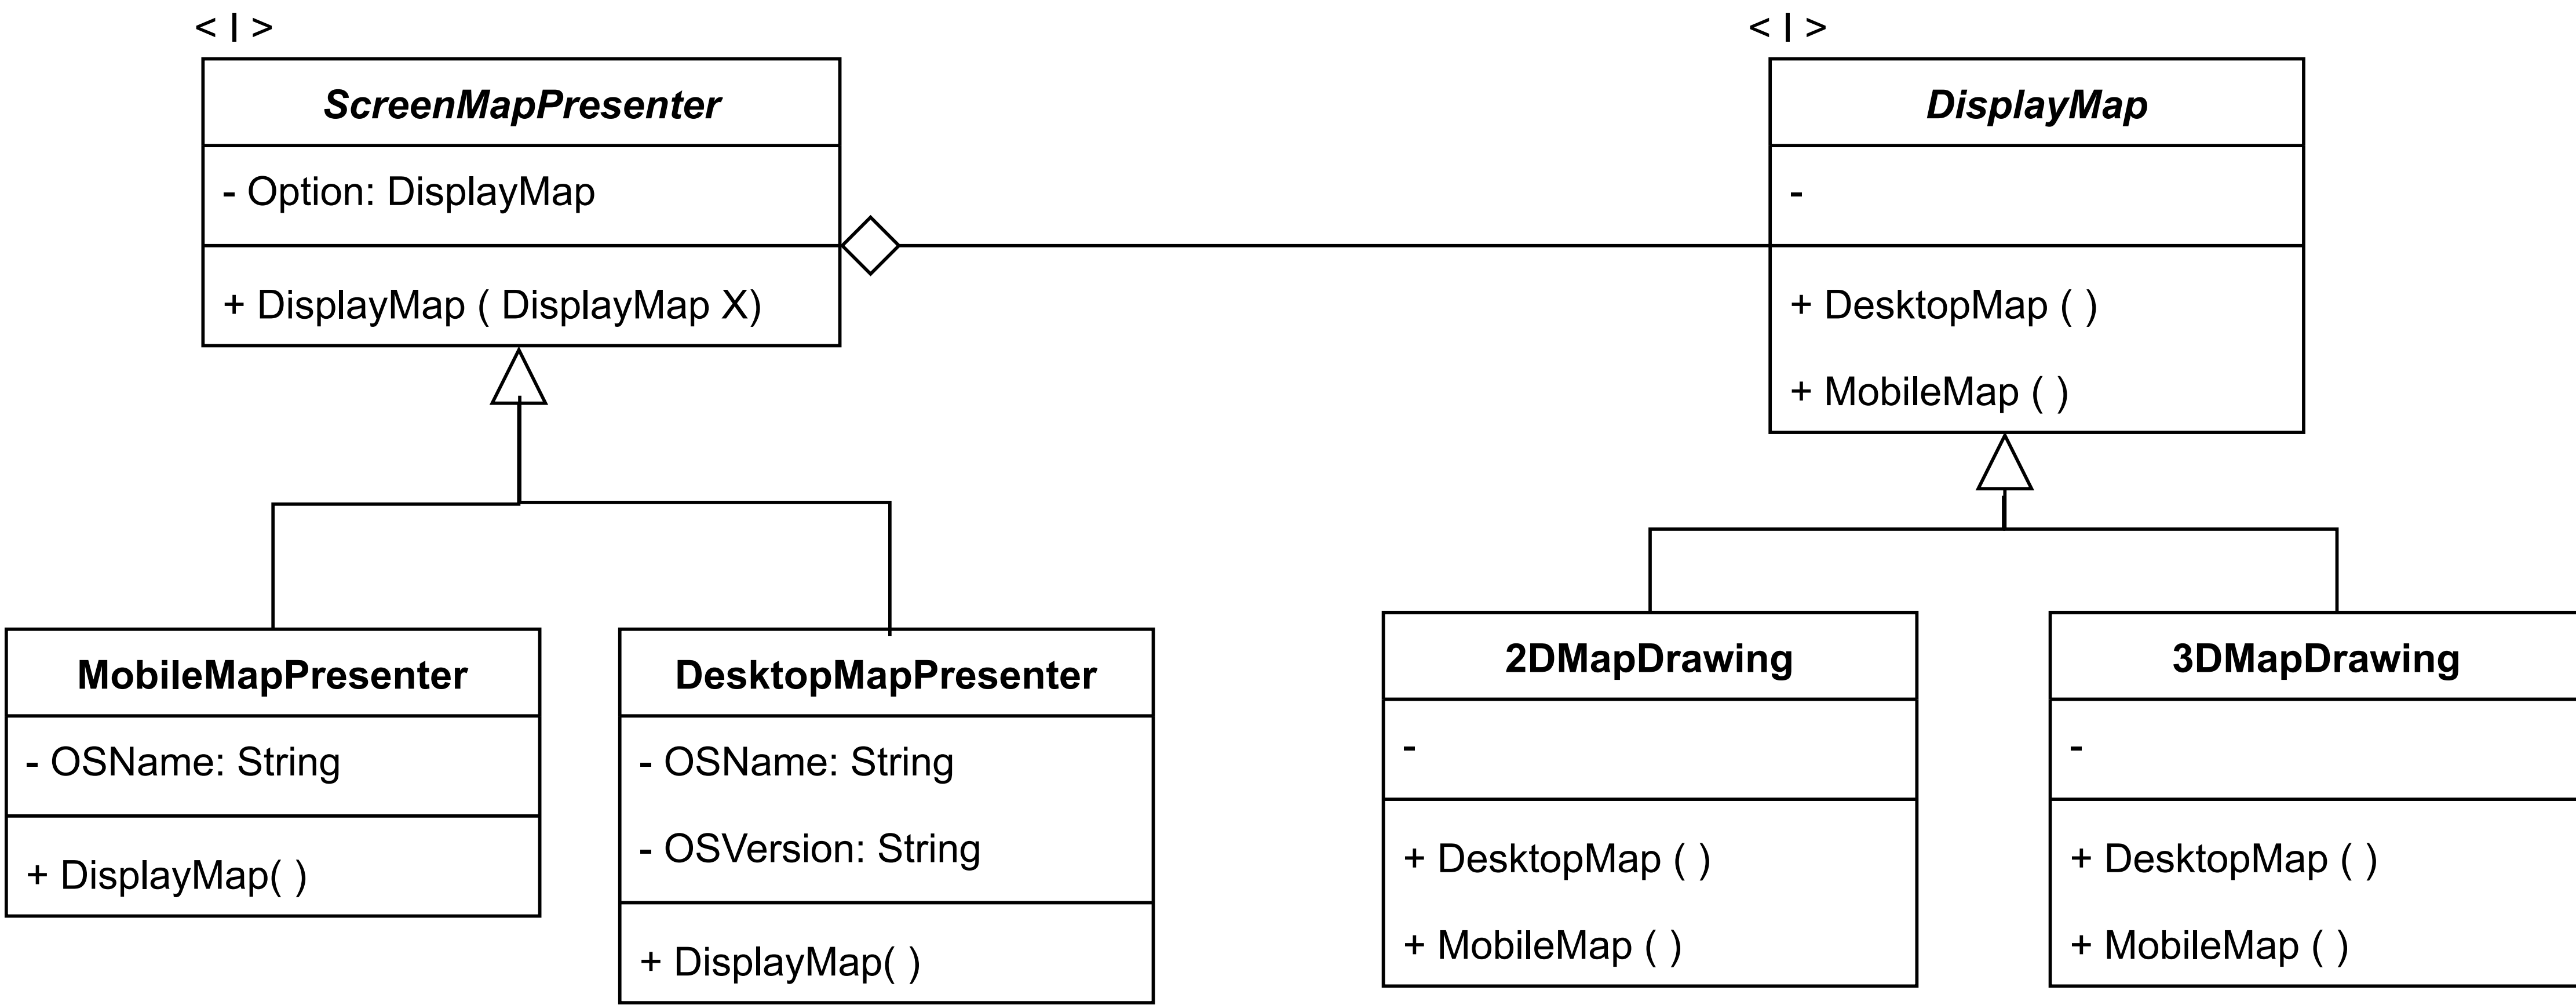 < I >
ScreenMapPresenter
- Option: DisplayMap
+ DisplayMap ( DisplayMap X)
< I >
DisplayMap
-
+ DesktopMap ( )
+ MobileMap ( )
MobileMapPresenter
- OSName: String
+ DisplayMap( )
DesktopMapPresenter
- OSName: String
- OSVersion: String
+ DisplayMap( )
2DMapDrawing
-
+ DesktopMap ( )
+ MobileMap ( )
3DMapDrawing
-
+ DesktopMap ( )
+ MobileMap ( )